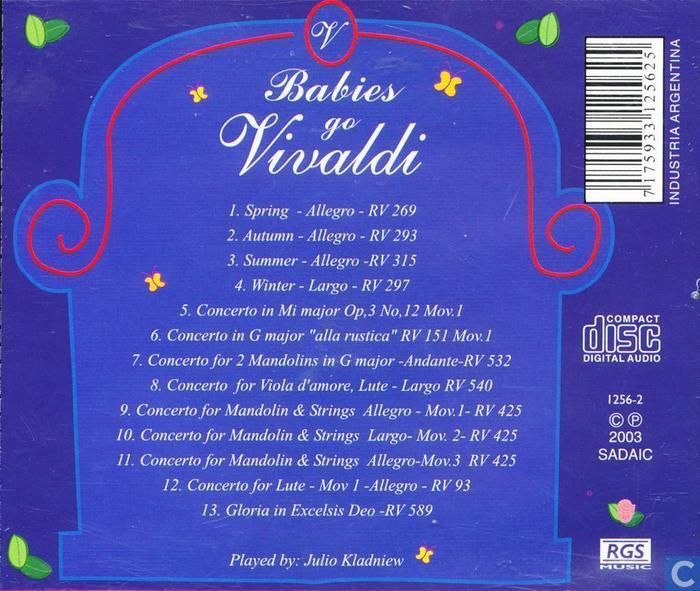 V
Babies
go
Vivaldi
1. Spring - Allegro - RV 269
2. Autumn - Allegro - RV 293
3. Summer - Allegro - RV 315
4. Winter - Largo - RV 297
5. Concerto in Mi major Op,3 No,12 Mov.1
6. Concerto in G major "alla rustica" RV 151 Mov.1
7. Concerto for 2 Mandolins in G major -Andante-RV 532
8. Concerto for Viola d'amore, Lute - Largo RV 540
9. Concerto for Mandolin & Strings Allegro - Mov.1- RV 425
10. Concerto for Mandolin & Strings Largo- Mov. 2- RV 425
11. Concerto for Mandolin & Strings Allegro-Mov.3 RV 425
12. Concerto for Lute - Mov 1 -Allegro - RV 93
13. Gloria in Excelsis Deo -RV 589
Played by: Julio Kladniew
7 175933 125625
INDUSTRIA ARGENTINA
COMPACT
disc
DIGITAL AUDIO
1256-2
© ℗
2003
SADAIC
RGS
MUSIC
C